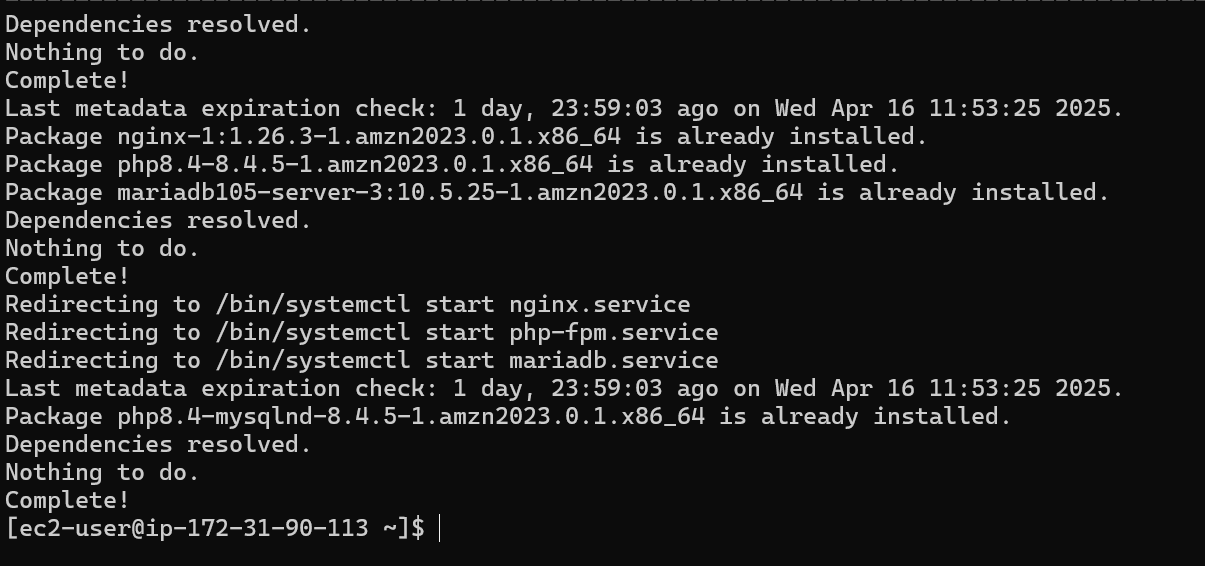 Dependencies resolved.
Nothing to do.
Complete!
Last metadata expiration check: 1 day, 23:59:03 ago on Wed Apr 16 11:53:25 2025.
Package nginx-1:1.26.3-1.amzn2023.0.1.x86_64 is already installed.
Package php8.4-8.4.5-1.amzn2023.0.1.x86_64 is already installed.
Package mariadb105-server-3:10.5.25-1.amzn2023.0.1.x86_64 is already installed.
Dependencies resolved.
Nothing to do.
Complete!
Redirecting to /bin/systemctl start nginx.service
Redirecting to /bin/systemctl start php-fpm.service
Redirecting to /bin/systemctl start mariadb.service
Last metadata expiration check: 1 day, 23:59:03 ago on Wed Apr 16 11:53:25 2025.
Package php8.4-mysqlnd-8.4.5-1.amzn2023.0.1.x86_64 is already installed.
Dependencies resolved.
Nothing to do.
Complete!
[ec2-user@ip-172-31-90-113 ~]$